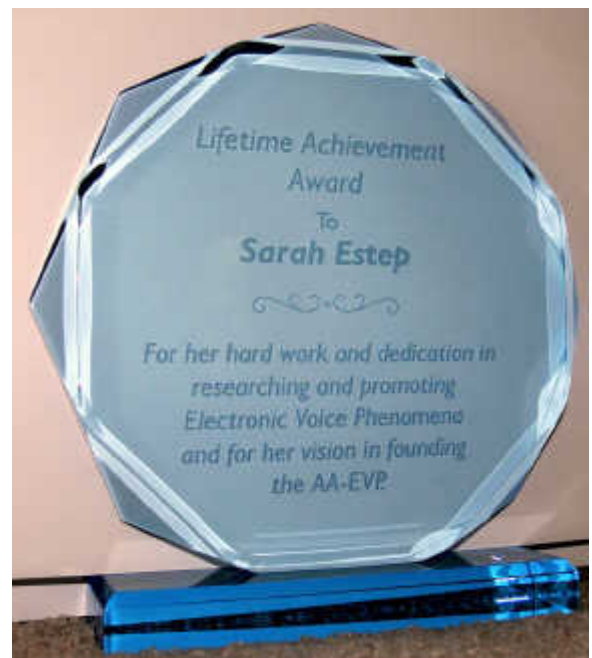 Lifetime Achievement
Award
To
Sarah Estep
For her hard work and dedication in
researching and promoting
Electronic Voice Phenomena
and for her vision in founding
the AA-EVP.